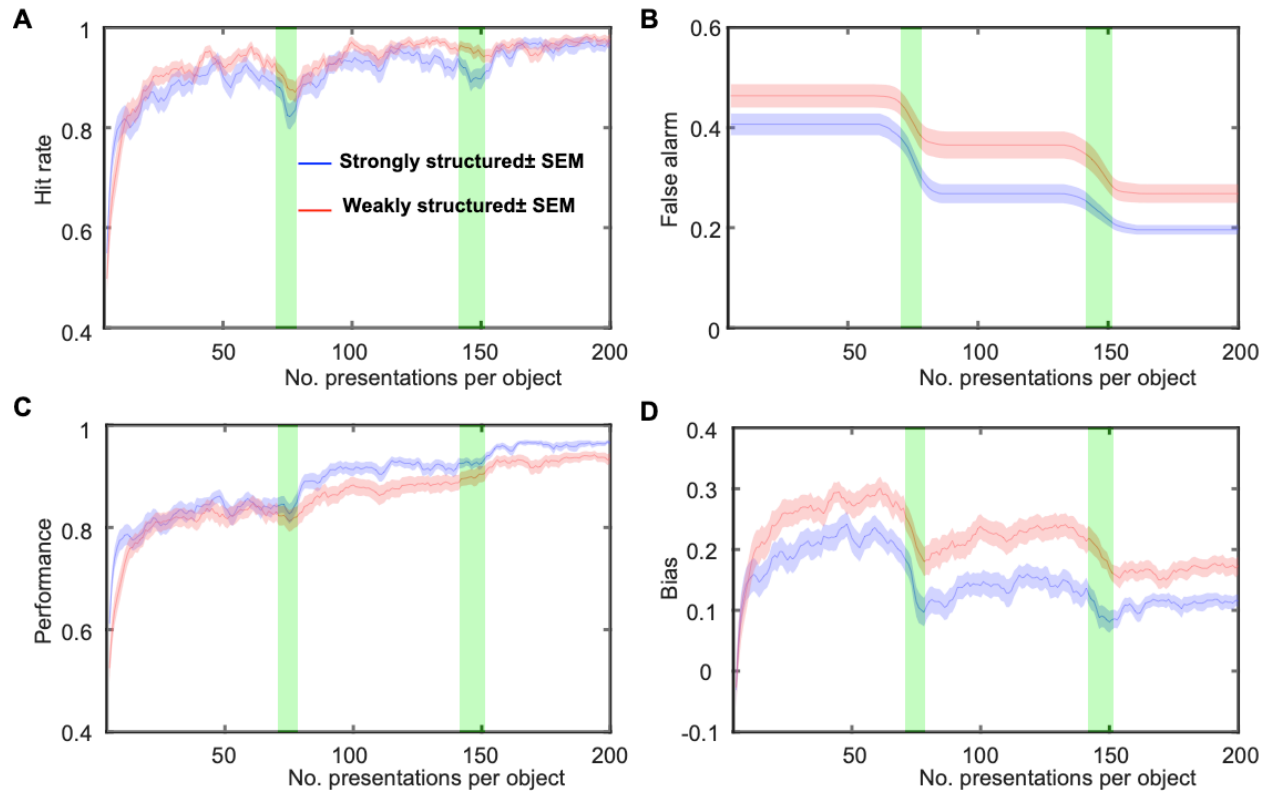 A
1
0.8
0.6
0.4
Hit rate
Strongly structured± SEM
Weakly structured± SEM
50
100
150
200
No. presentations per object
B
0.6
0.4
0.2
0
False alarm
50
100
150
200
No. presentations per object
C
1
0.8
0.6
0.4
Performance
50
100
150
200
No. presentations per object
D
0.4
0.3
0.2
0.1
0
-0.1
Bias
50
100
150
200
No. presentations per object